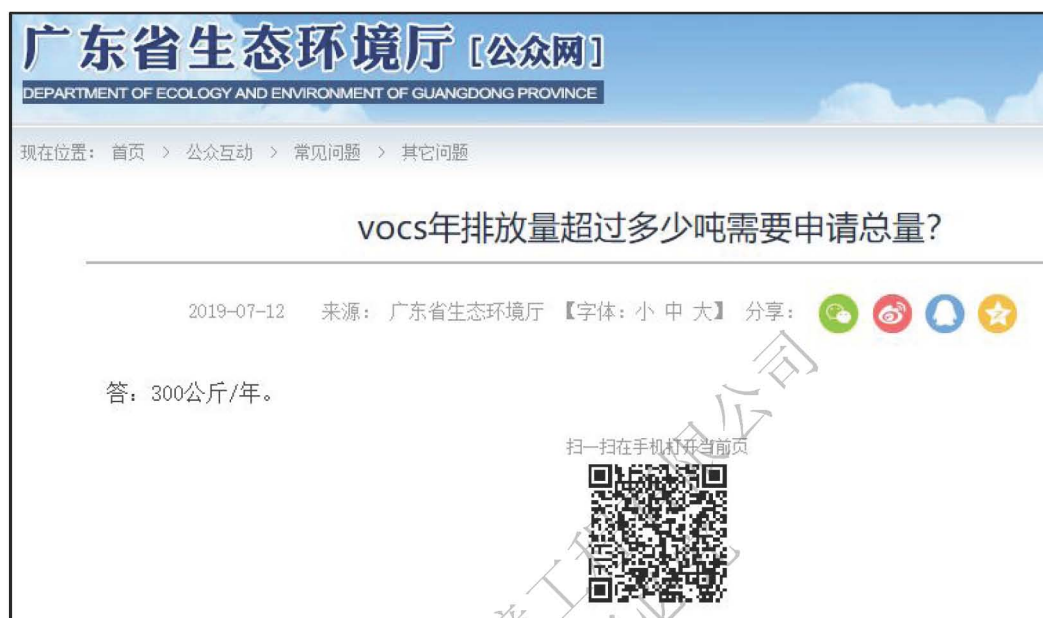 广东省生态环境厅 [公众网]
DEPARTMENT OF ECOLOGY AND ENVIRONMENT OF GUANGDONG PROVINCE
现在位置： 首页 > 公众互动 > 常见问题 > 其它问题
vocs年排放量超过多少吨需要申请总量?
2019-07-12 来源： 广东省生态环境厅 【字体：小 中 大】 分享：
答：300公斤/年。
扫一扫在手机打开当前页